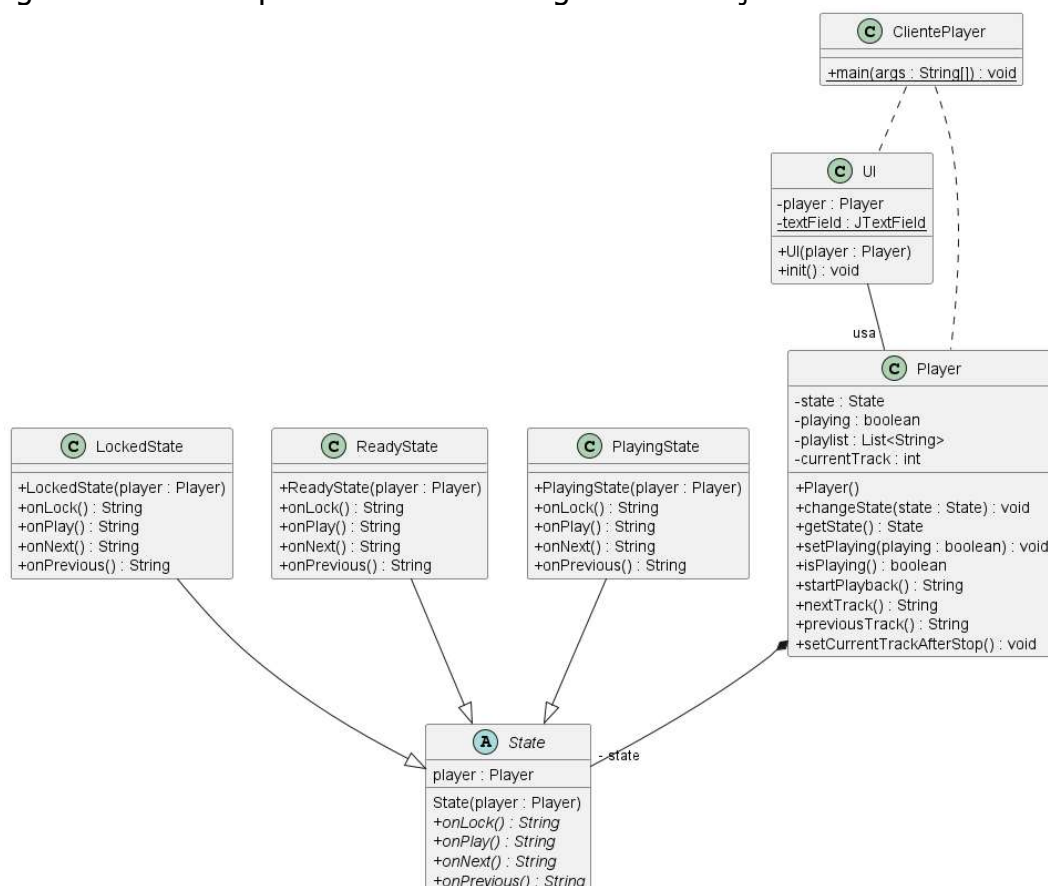 C ClientePlayer
+main(args : String[]) : void
C UI
-player : Player
-textField : JTextField
+UI(player : Player)
+init() : void
usa
C Player
-state : State
-playing : boolean
-playlist : List<String>
-currentTrack : int
+Player()
+changeState(state : State) : void
+getState() : State
+setPlaying(playing : boolean) : void
+isPlaying() : boolean
+startPlayback() : String
+nextTrack() : String
+previousTrack() : String
+setCurrentTrackAfterStop() : void
C LockedState
+LockedState(player : Player)
+onLock() : String
+onPlay() : String
+onNext() : String
+onPrevious() : String
C ReadyState
+ReadyState(player : Player)
+onLock() : String
+onPlay() : String
+onNext() : String
+onPrevious() : String
C PlayingState
+PlayingState(player : Player)
+onLock() : String
+onPlay() : String
+onNext() : String
+onPrevious() : String
- state
A State
player : Player
State(player : Player)
+onLock() : String
+onPlay() : String
+onNext() : String
+onPrevious() : String